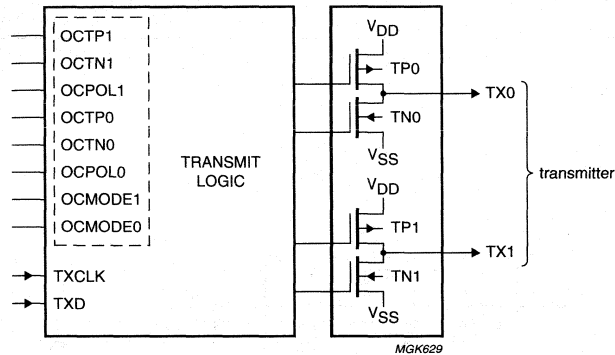 OCTP1
OCTN1
OCPOL1
OCTP0
OCTN0
OCPOL0
OCMODE1
OCMODE0
TXCLK
TXD
TRANSMIT
LOGIC
VDD
TP0
TX0
TN0
VSS
VDD
TP1
TX1
TN1
VSS
transmitter
MGK629